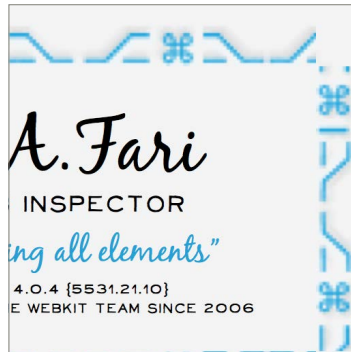 A. Fari
INSPECTOR
ing all elements”
4.0.4 {5531.21.10}
E WEBKIT TEAM SINCE 2006